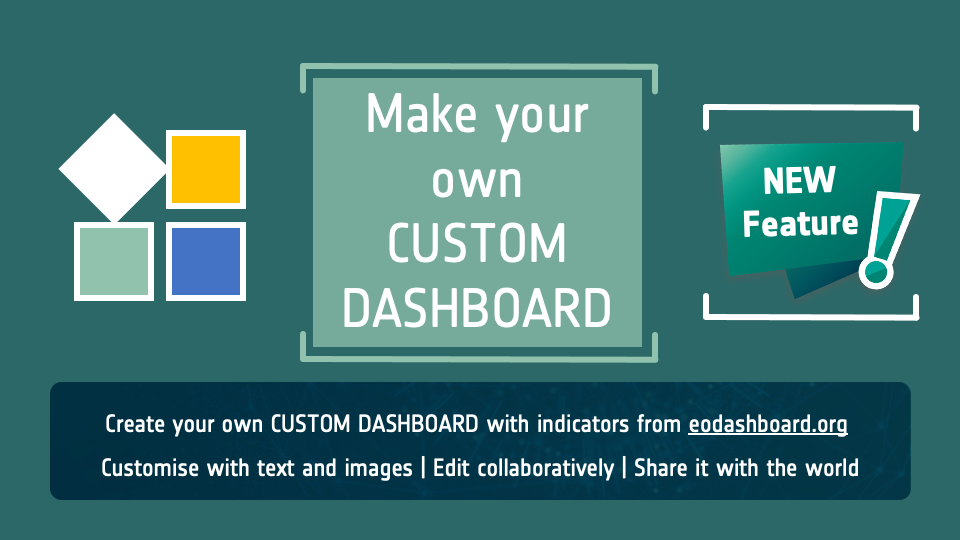 Make your
own
CUSTOM
DASHBOARD
NEW
Feature
Create your own CUSTOM DASHBOARD with indicators from eodashboard.org
Customise with text and images | Edit collaboratively | Share it with the world